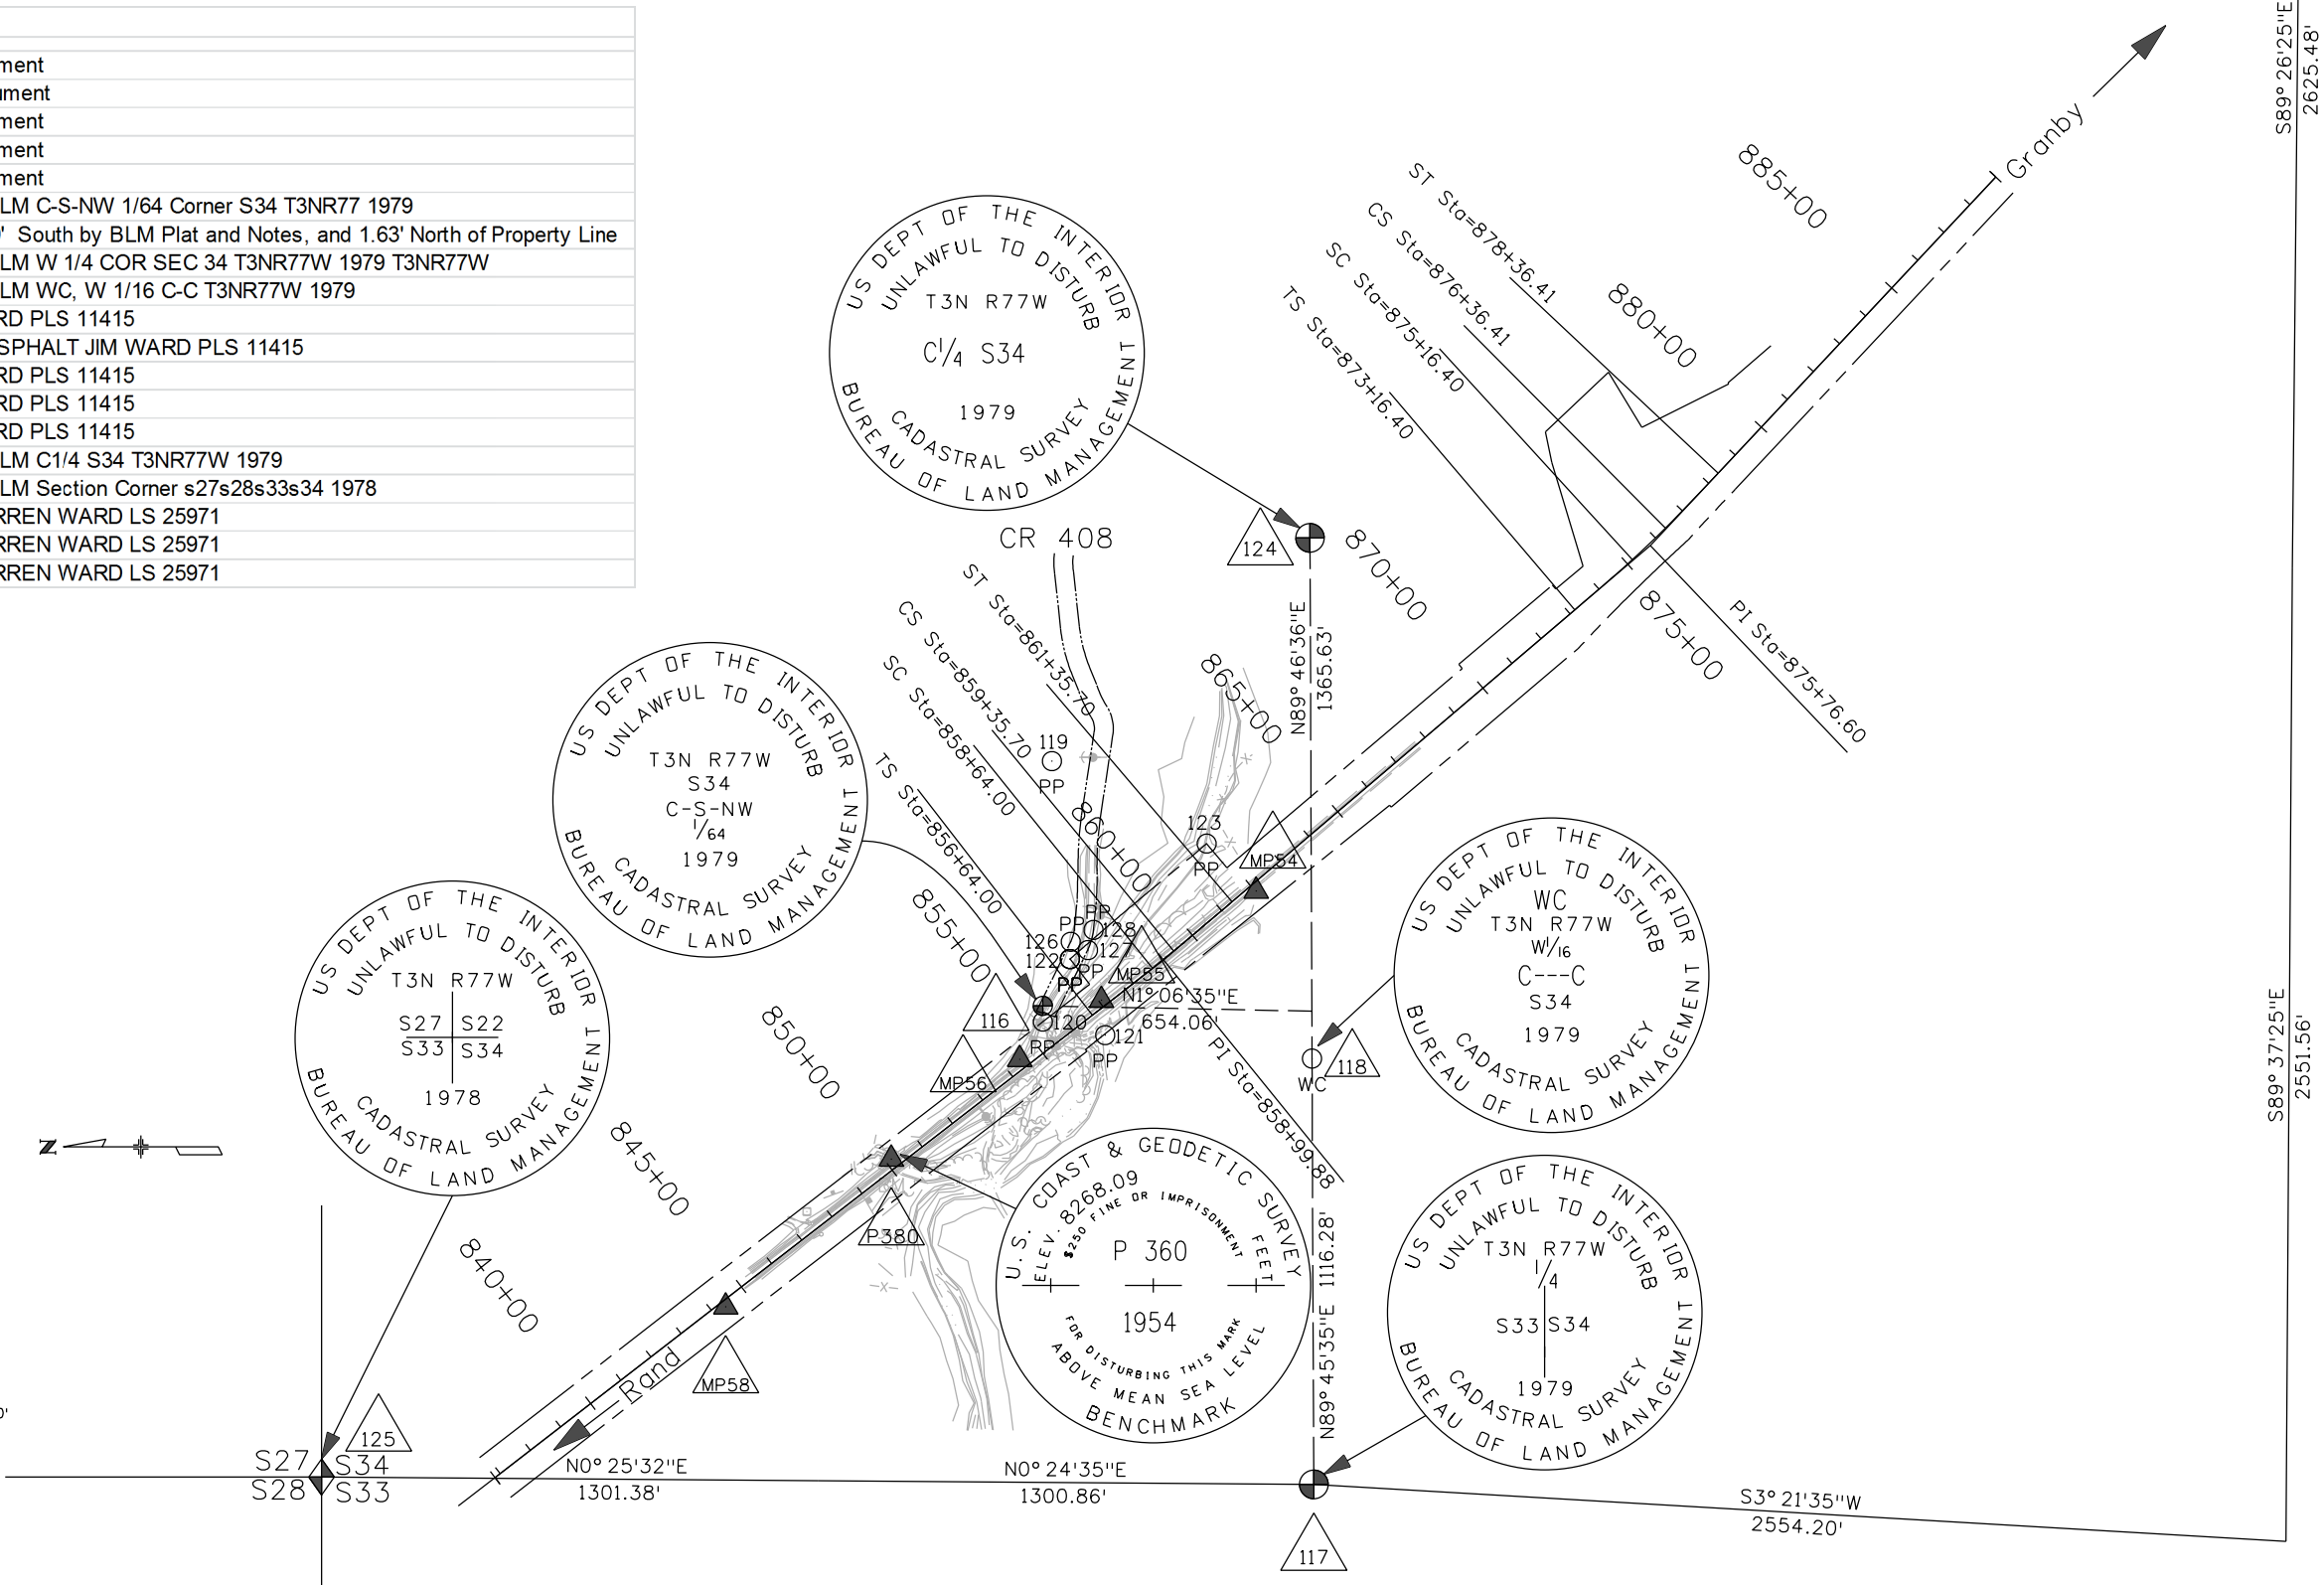 ment
ument
ment
ment
ment
LM C-S-NW 1/64 Corner S34 T3NR77 1979
' South by BLM Plat and Notes, and 1.63' North of Property Line
LM W 1/4 COR SEC 34 T3NR77W 1979 T3NR77W
LM WC, W 1/16 C-C T3NR77W 1979
RD PLS 11415
SPHALT JIM WARD PLS 11415
RD PLS 11415
RD PLS 11415
RD PLS 11415
LM C1/4 S34 T3NR77W 1979
LM Section Corner s27s28s33s34 1978
RREN WARD LS 25971
RREN WARD LS 25971
RREN WARD LS 25971
S89° 26'25"E
2625.48'
Granby
885+00
880+00
ST Sta=878+36.41
CS Sta=876+36.41
SC Sta=875+16.40
TS Sta=873+16.40
US DEPT OF THE INTERIOR
UNLAWFUL TO DISTURB
T3N R77W
C1/4 S34
1979
CADASTRAL SURVEY
BUREAU OF LAND MANAGEMENT
124
870+00
875+00
PI Sta=875+76.60
CR 408
N89° 46'36"E
1365.63'
865+00
ST Sta=861+35.70
CS Sta=859+35.70
SC Sta=858+64.00
TS Sta=856+64.00
119
PP
860+00
123
PP
MP54
US DEPT OF THE INTERIOR
UNLAWFUL TO DISTURB
T3N R77W
S34
C-S-NW
1/64
1979
CADASTRAL SURVEY
BUREAU OF LAND MANAGEMENT
855+00
PP
PP
128
126
127
122
PP
PP
MP55
N1° 06'35"E
654.06'
116
120
PP
121
PP
MP56
PI Sta=858+99.88
US DEPT OF THE INTERIOR
UNLAWFUL TO DISTURB
WC
T3N R77W
W1/16
C---C
S34
1979
CADASTRAL SURVEY
BUREAU OF LAND MANAGEMENT
118
WC
S89° 37'25"E
2551.56'
US DEPT OF THE INTERIOR
UNLAWFUL TO DISTURB
T3N R77W
S27 S22
S33 S34
1978
CADASTRAL SURVEY
BUREAU OF LAND MANAGEMENT
850+00
845+00
840+00
N
P380
MP58
Rand
U.S. COAST & GEODETIC SURVEY
ELEV. 8268.09 FEET
$250 FINE OR IMPRISONMENT
P 360
1954
FOR DISTURBING THIS MARK
ABOVE MEAN SEA LEVEL
BENCHMARK
N89° 45'35"E 1116.28'
US DEPT OF THE INTERIOR
UNLAWFUL TO DISTURB
T3N R77W
1/4
S33 S34
1979
CADASTRAL SURVEY
BUREAU OF LAND MANAGEMENT
125
S27 S34
S28 S33
N0° 25'32"E
1301.38'
N0° 24'35"E
1300.86'
S3° 21'35"W
2554.20'
117